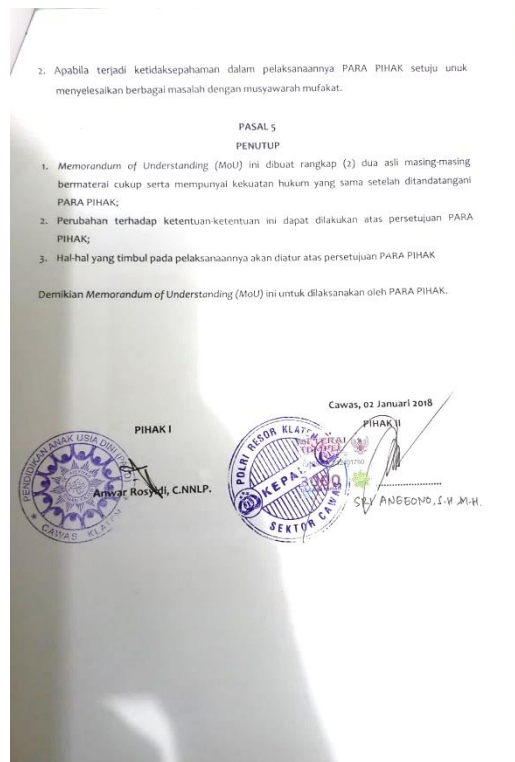 2. Apabila terjadi ketidaksepahaman dalam pelaksanaannya PARA PIHAK setuju unuk
menyelesaikan berbagai masalah dengan musyawarah mufakat.
PASAL 5
PENUTUP
1. Memorandum of Understanding (MoU) ini dibuat rangkap (2) dua asli masing-masing
bermaterai cukup serta mempunyai kekuatan hukum yang sama setelah ditandatangani
PARA PIHAK;
2. Perubahan terhadap ketentuan-ketentuan ini dapat dilakukan atas persetujuan PARA
PIHAK;
3. Hal-hal yang timbul pada pelaksanaannya akan diatur atas persetujuan PARA PIHAK
Demikian Memorandum of Understanding (MoU) ini untuk dilaksanakan oleh PARA PIHAK.
Cawas, 02 Januari 2018
PIHAK I
PIHAK II
PENDIDIKAN ANAK USIA DINI
CAWAS KLATEN
Anwar Rosyidi, C.NNLP.
POLRI RESOR KLATEN
KEPALA
SEKTOR CAWAS
TEMPEL
SRI ANGGONO, S.H M.H.